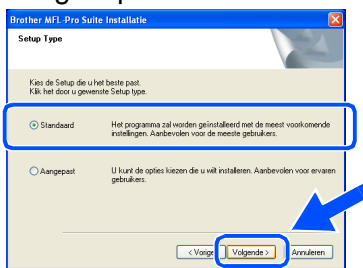 Brother MFL-Pro Suite Installatie
Setup Type
Kies de Setup die u het beste past.
Klik het door u gewenste Setup type.
Standaard
Het programma zal worden geïnstalleerd met de meest voorkomende
instellingen. Aanbevolen voor de meeste gebruikers.
Aangepast
U kunt de opties kiezen die u wilt installeren. Aanbevolen voor ervaren
gebruikers.
< Vorige Volgende > Annuleren